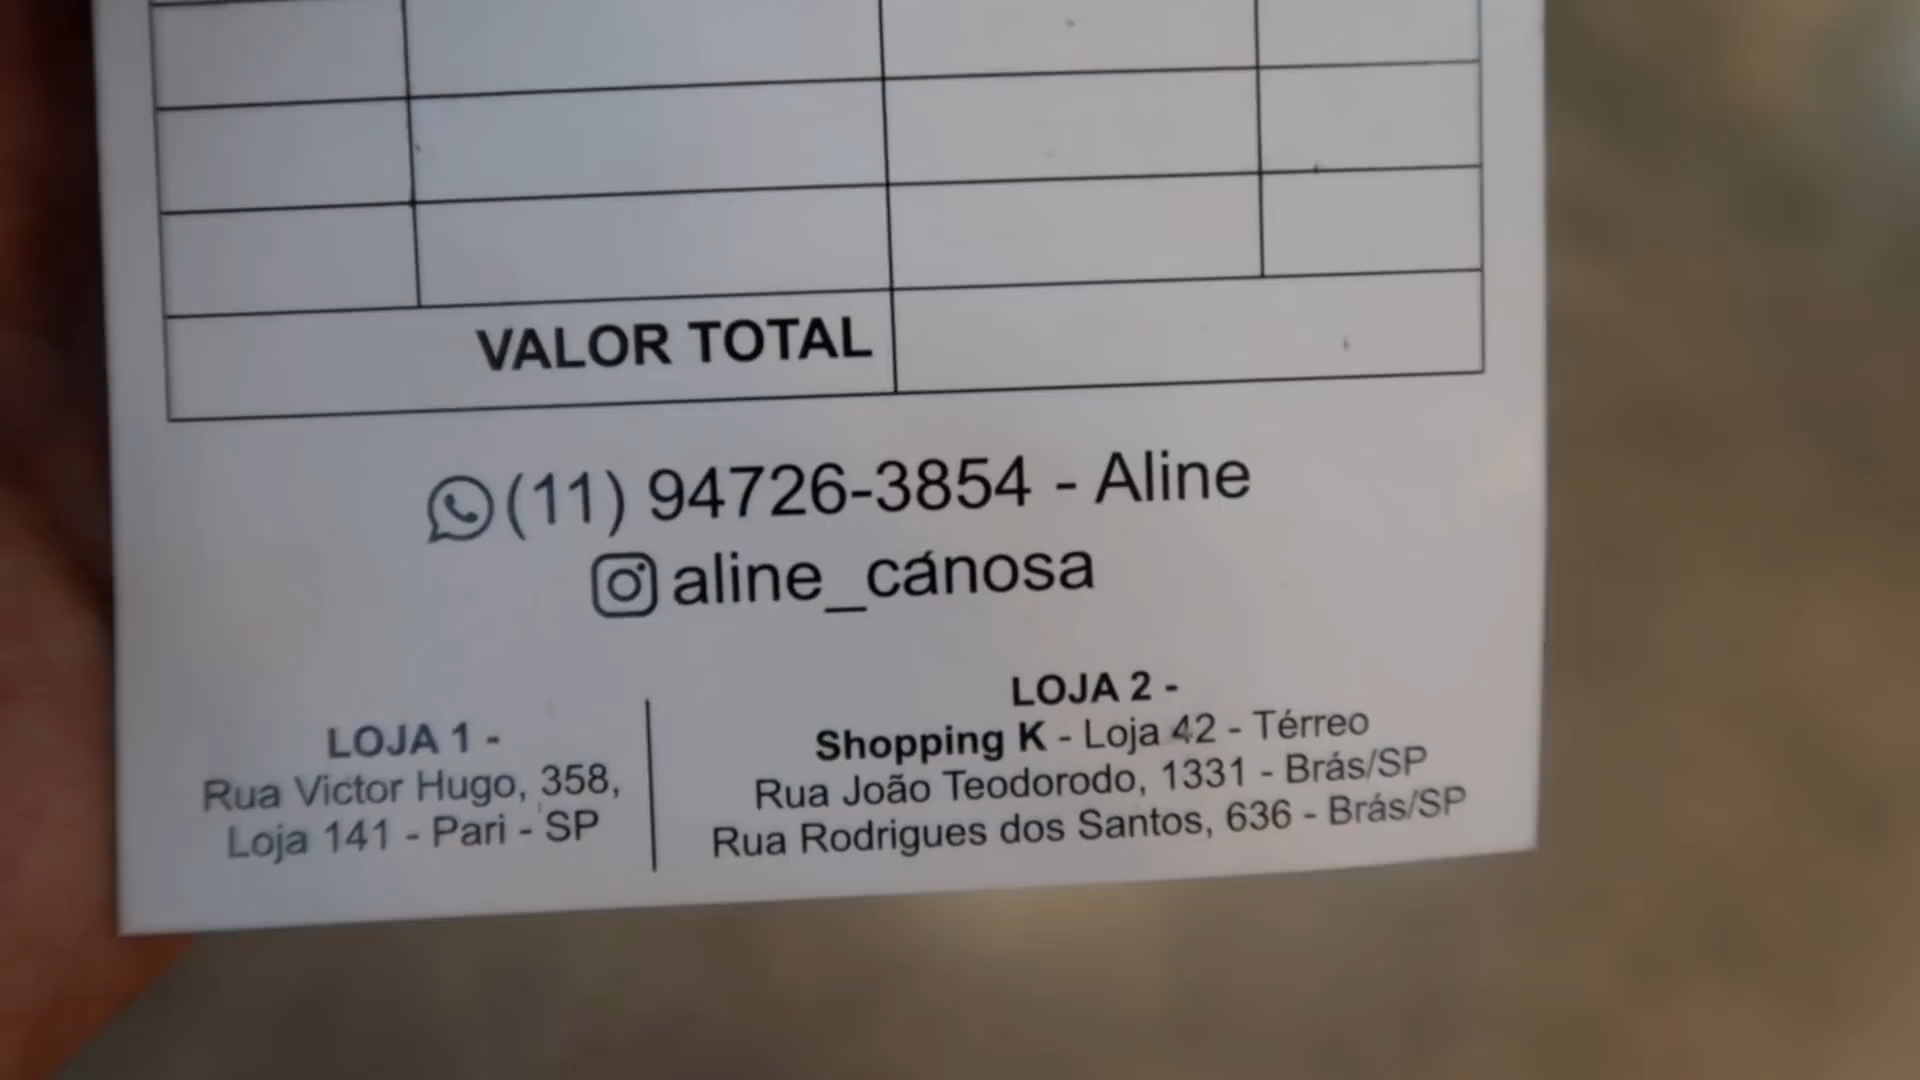 VALOR TOTAL
(11) 94726-3854 - Aline
aline_cánosa
LOJA 1 -
Rua Victor Hugo, 358,
Loja 141 - Pari - SP
LOJA 2 -
Shopping K - Loja 42 - Térreo
Rua João Teodorodo, 1331 - Brás/SP
Rua Rodrigues dos Santos, 636 - Brás/SP